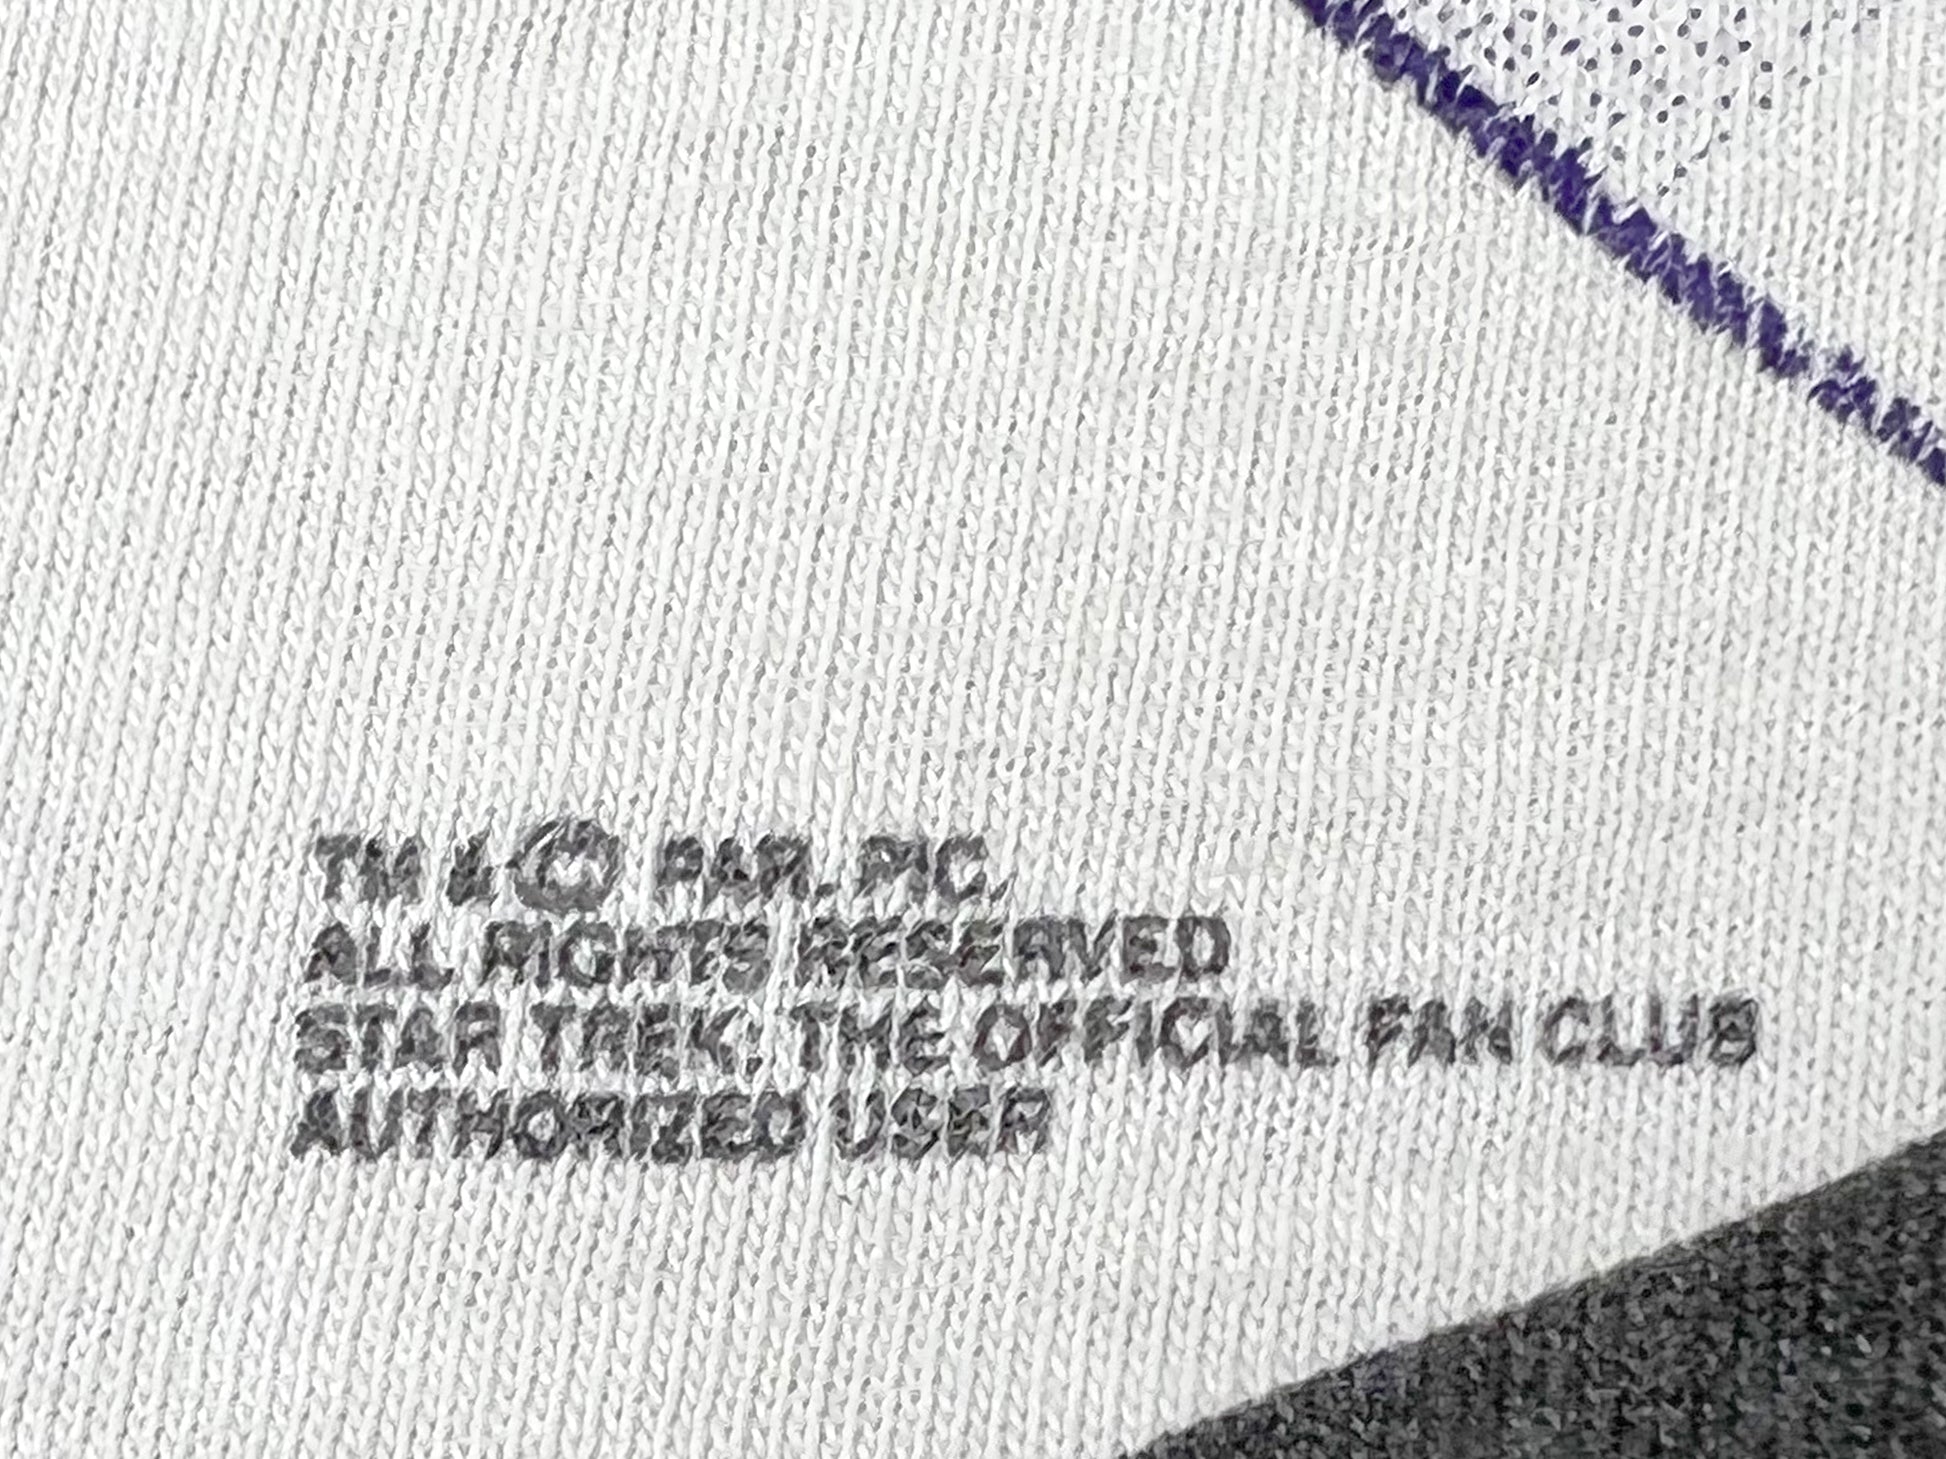 TM & © PAR. PIC.
ALL RIGHTS RESERVED
STAR TREK: THE OFFICIAL FAN CLUB
AUTHORIZED USER